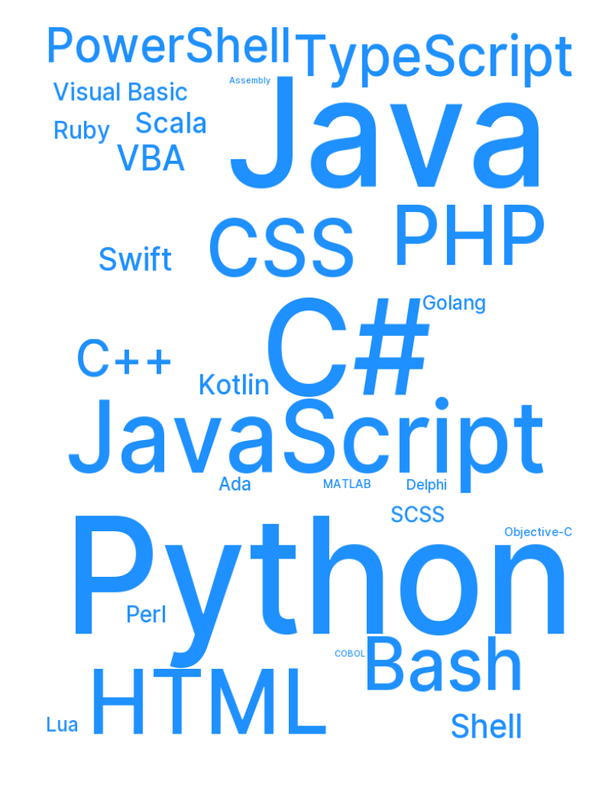 PowerShell
TypeScript
Assembly
Visual Basic
Java
Ruby
Scala
VBA
PHP
CSS
Swift
C#
Golang
C++
Kotlin
JavaScript
Ada
MATLAB
Delphi
SCSS
Objective-C
Python
Perl
COBOL
Bash
HTML
Lua
Shell